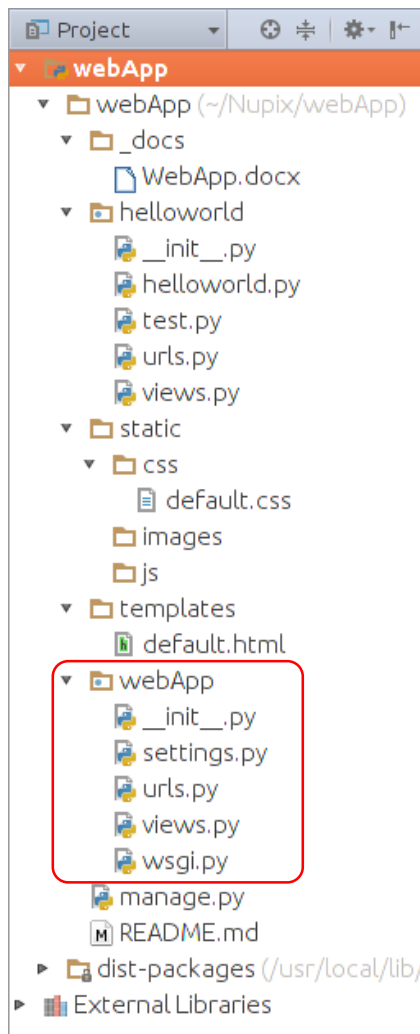 Project
webApp
webApp (~/Nupix/webApp)
_docs
WebApp.docx
helloworld
__init__.py
helloworld.py
test.py
urls.py
views.py
static
css
default.css
images
js
templates
default.html
webApp
__init__.py
settings.py
urls.py
views.py
wsgi.py
manage.py
README.md
dist-packages (/usr/local/lib/
External Libraries